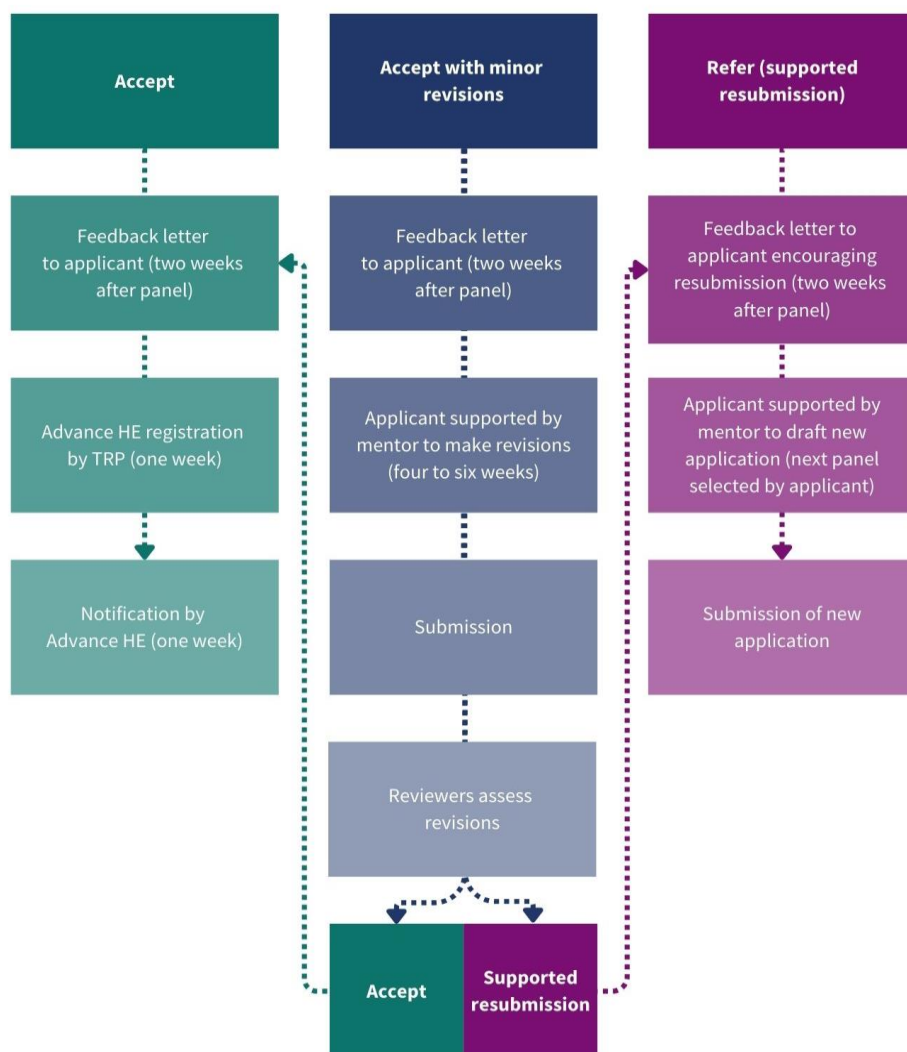 Accept
Feedback letter
to applicant (two weeks
after panel)
Advance HE registration
by TRP (one week)
Notification by
Advance HE (one week)
Accept with minor
revisions
Feedback letter
to applicant (two weeks
after panel)
Applicant supported by
mentor to make revisions
(four to six weeks)
Submission
Reviewers assess
revisions
Accept
Supported
resubmission
Refer (supported
resubmission)
Feedback letter to
applicant encouraging
resubmission (two weeks
after panel)
Applicant supported by
mentor to draft new
application (next panel
selected by applicant)
Submission of new
application